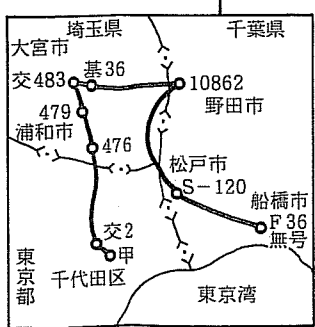 埼玉県
千葉県
大宮市
交483
基36
10862
479
野田市
浦和市
476
松戸市
S-120
船橋市
F36
無号
交2
甲
千代田区
東京都
東京湾